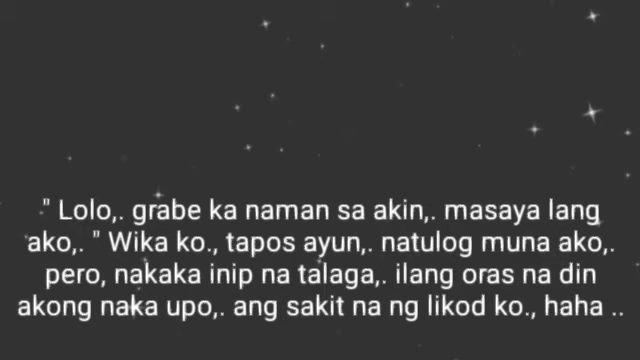 " Lolo,. grabe ka naman sa akin,. masaya lang
ako,. " Wika ko., tapos ayun,. natulog muna ako,.
pero, nakaka inip na talaga,. ilang oras na din
akong naka upo,. ang sakit na ng likod ko., haha ..